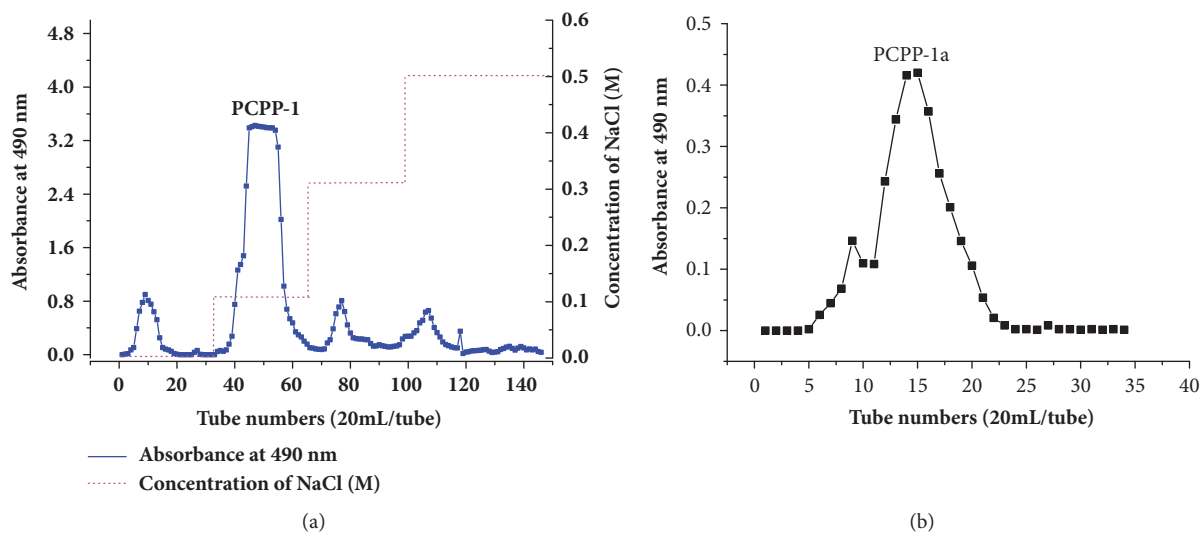 4.8
4.0
3.2
2.4
1.6
0.8
0.0
Absorbance at 490 nm
PCPP-1
0.6
0.5
0.4
0.3
0.2
0.1
0.0
Concentration of NaCl (M)
0 20 40 60 80 100 120 140
Tube numbers (20mL/tube)
Absorbance at 490 nm
Concentration of NaCl (M)
(a)
0.5
0.4
0.3
0.2
0.1
0.0
Absorbance at 490 nm
PCPP-1a
0 5 10 15 20 25 30 35 40
Tube numbers (20mL/tube)
(b)